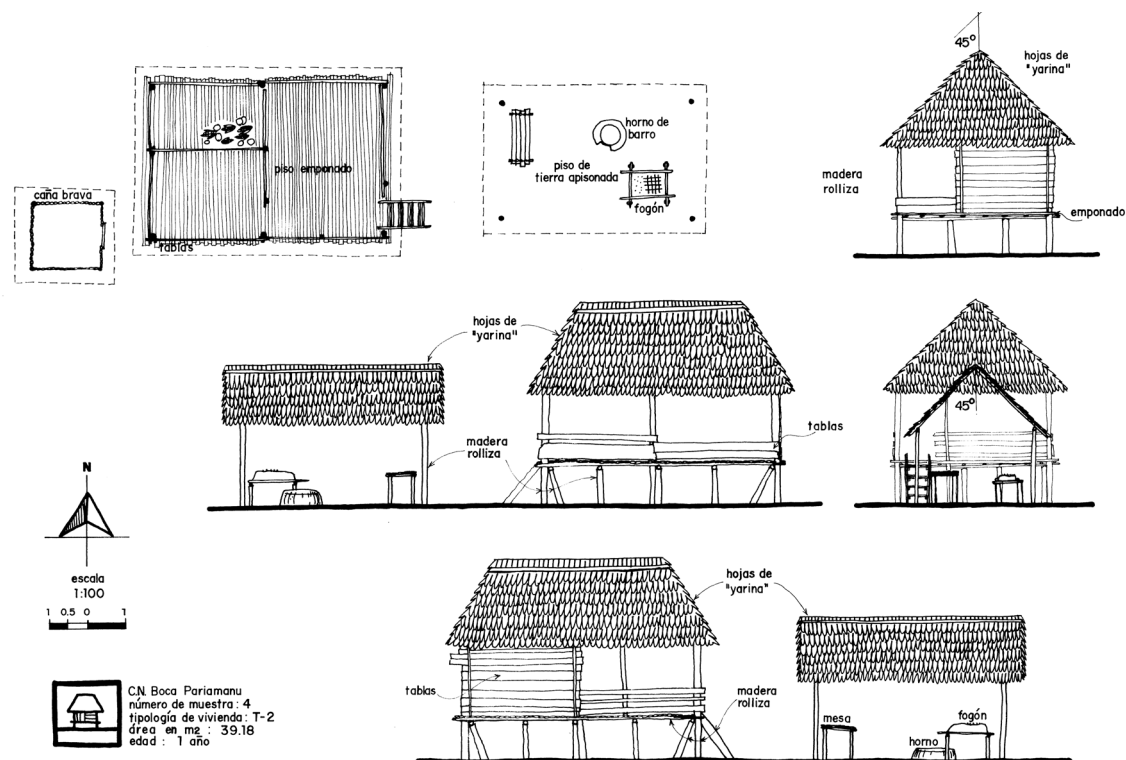 caña brava
piso emponado
tablas
horno de
barro
piso de
tierra apisonada
fogón
45°
hojas de
"yarina"
madera
rolliza
emponado
hojas de
"yarina"
madera
rolliza
tablas
45°
N
escala
1:100
1 0.5 0 1
hojas de
"yarina"
tablas
madera
rolliza
mesa
fogón
horno
C.N. Boca Pariamanu
número de muestra: 4
tipología de vivienda: T-2
área en m2 : 39.18
edad : 1 año